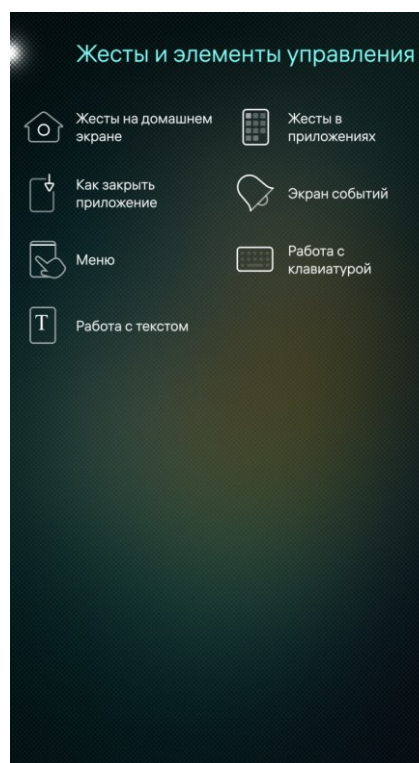 Жесты и элементы управления
Жесты на домашнем
экране
Жесты в
приложениях
Как закрыть
приложение
Экран событий
Меню
Работа с
клавиатурой
T
Работа с текстом